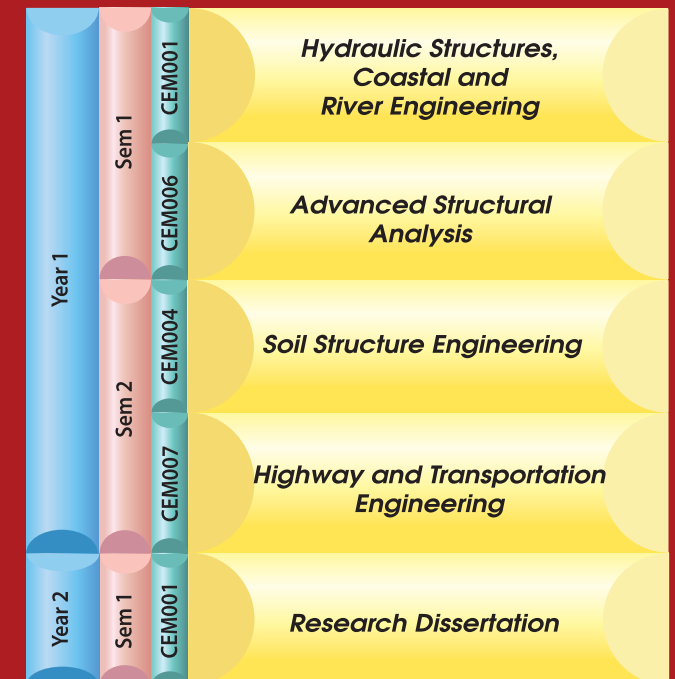 Year 1
Sem 1
CEM001
Hydraulic Structures,
Coastal and
River Engineering
CEM006
Advanced Structural
Analysis
Sem 2
CEM004
Soil Structure Engineering
CEM007
Highway and Transportation
Engineering
Year 2
Sem 1
CEM001
Research Dissertation